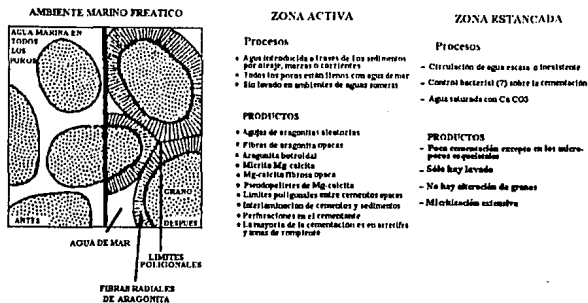 AMBIENTE MARINO FREATICO
AGUA MARINA EN
TODOS
LOS
POROS
ANTES
GRANO
DESPUES
AGUA DE MAR
LIMITES
POLIGONALES
FIBRAS RADIALES
DE ARAGONITA
ZONA ACTIVA
Procesos
Agua introducida a traves de los sedimentos
por oleaje, mareas o corrientes
Todos los poros están llenos con agua de mar
Sin lavado en ambientes de aguas someras
PRODUCTOS
Agujas de aragonitas aleatorias
Fibras de aragonita opacas
Aragonita botroidal
Micrita Mg calcita
Mg-calcita fibrosa opaca
Pseudopelletes de Mg-calcita
Limites poligonales entre cementos opacos
Interlaminacion de cementos y sedimentos
Perforaciones en el cementante
La mayoría de la cementación es en arrecifes
y zonas de rompiente
ZONA ESTANCADA
Procesos
– Circulación de agua escasa o inexistente
– Control bacterial (?) sobre la cementación
– Agua saturada con Ca CO3
PRODUCTOS
– Poca cementación excepto en los micro-
poros esqueletales
– Sólo hay lavado
– No hay alteración de granos
– Micritización extensiva